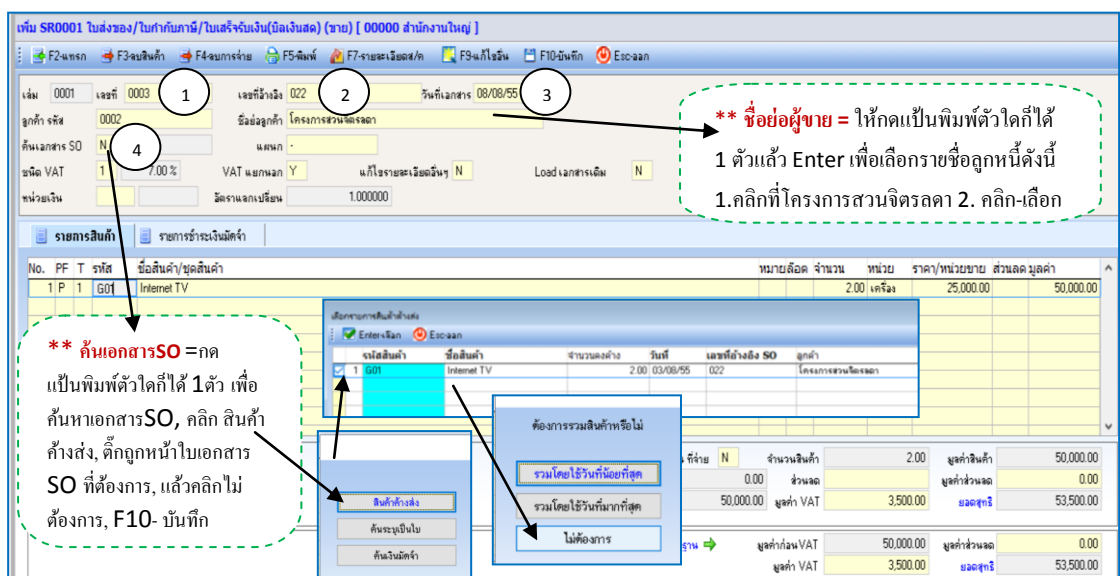 เพิ่ม SR0001 ใบส่งของ/ใบกำกับภาษี/ใบเสร็จรับเงิน(บิลเงินสด) (ขาย) [ 00000 สำนักงานใหญ่ ]
F2-แทรก F3-ลบสินค้า F4-ลบการจ่าย F5-พิมพ์ F7-รายละเอียดส/ค F9-แก้ไขอื่น F10-บันทึก Esc-ออก
เล่ม 0001 เลขที่ 0003 1 เลขที่อ้างอิง 022 2 วันที่เอกสาร 08/08/55 3
ลูกค้า รหัส 0002 ชื่อย่อลูกค้า โครงการสวนจิตรลดา
ค้นเอกสาร SO N 4 แผนก -
ชนิด VAT 1 7.00 % VAT แยกนอก Y แก้ไขรายละเอียดอื่นๆ N Load เอกสารเดิม N
หน่วยเงิน อัตราแลกเปลี่ยน 1.000000
** ชื่อย่อผู้ขาย = ให้กดแป้นพิมพ์ตัวใดก็ได้
1 ตัวแล้ว Enter เพื่อเลือกรายชื่อลูกหนี้ดังนี้
1.คลิกที่โครงการสวนจิตรลดา 2. คลิก-เลือก
รายการสินค้า รายการชำระเงินมัดจำ
No. PF T รหัส ชื่อสินค้า/ชุดสินค้า หมายล๊อต จำนวน หน่วย ราคา/หน่วยขาย ส่วนลด มูลค่า
1 P 1 G01 Internet TV 2.00 เครื่อง 25,000.00 50,000.00
เลือกรายการสินค้าค้างส่ง
Enter-เลือก Esc-ออก
รหัสสินค้า ชื่อสินค้า จำนวนคงค้าง วันที่ เลขที่อ้างอิง SO ลูกค้า
1 G01 Internet TV 2.00 03/08/55 022 โครงการสวนจิตรลดา
** ค้นเอกสารSO =กด
แป้นพิมพ์ตัวใดก็ได้ 1ตัว เพื่อ
ค้นหาเอกสารSO, คลิก สินค้า
ค้างส่ง, ติ๊กถูกหน้าใบเอกสาร
SO ที่ต้องการ, แล้วคลิกไม่
ต้องการ, F10- บันทึก
สินค้าค้างส่ง
ค้นระบุเป็นใบ
ค้นเงินมัดจำ
ต้องการรวมสินค้าหรือไม่
รวมโดยใช้วันที่น้อยที่สุด
รวมโดยใช้วันที่มากที่สุด
ไม่ต้องการ
ที่จ่าย N จำนวนสินค้า 2.00 มูลค่าสินค้า 50,000.00
0.00 ส่วนลด มูลค่าส่วนลด 0.00
50,000.00 มูลค่า VAT 3,500.00 ยอดสุทธิ 53,500.00
ฐาน มูลค่าก่อนVAT 50,000.00 มูลค่าส่วนลด 0.00
มูลค่า VAT 3,500.00 ยอดสุทธิ 53,500.00